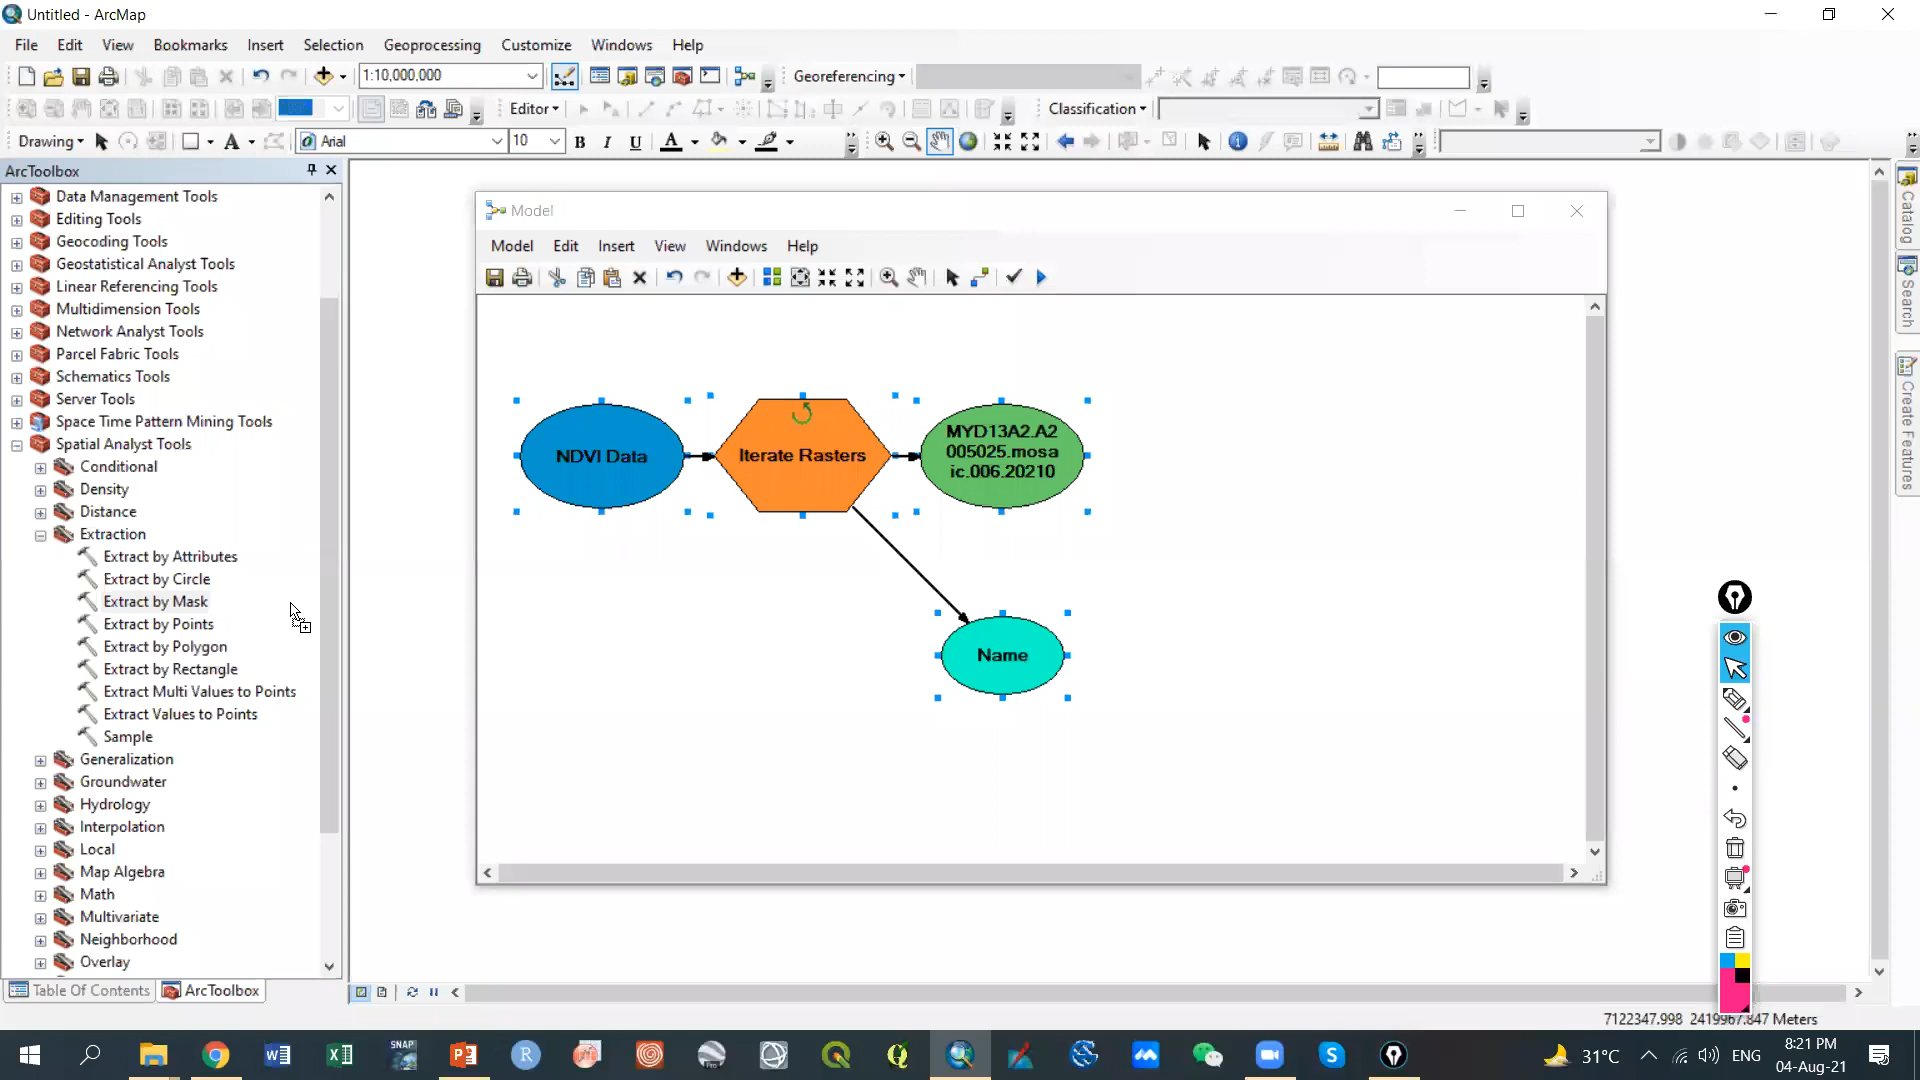 Untitled - ArcMap
File Edit View Bookmarks Insert Selection Geoprocessing Customize Windows Help
1:10,000,000 Georeferencing
Editor Classification
Drawing A Arial 10 B I U A
ArcToolbox
Data Management Tools
Editing Tools
Geocoding Tools
Geostatistical Analyst Tools
Linear Referencing Tools
Multidimension Tools
Network Analyst Tools
Parcel Fabric Tools
Schematics Tools
Server Tools
Space Time Pattern Mining Tools
Spatial Analyst Tools
Conditional
Density
Distance
Extraction
Extract by Attributes
Extract by Circle
Extract by Mask
Extract by Points
Extract by Polygon
Extract by Rectangle
Extract Multi Values to Points
Extract Values to Points
Sample
Generalization
Groundwater
Hydrology
Interpolation
Local
Map Algebra
Math
Multivariate
Neighborhood
Overlay
Table Of Contents ArcToolbox
Model
Model Edit Insert View Windows Help
NDVI Data
Iterate Rasters
MYD13A2.A2
005025.mosa
ic.006.20210
Name
Catalog
Search
Create Features
7122347.998 2419967.847 Meters
SNAP
31°C
ENG
8:21 PM
04-Aug-21